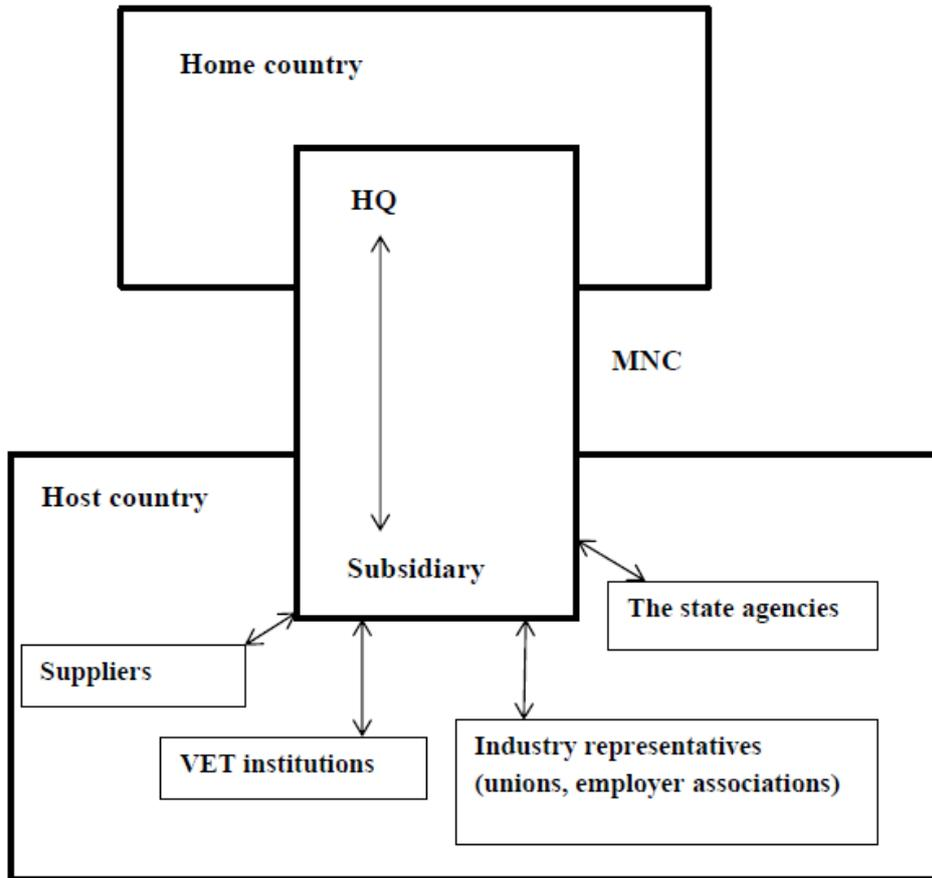 Home country
HQ
MNC
Host country
Subsidiary
The state agencies
Suppliers
VET institutions
Industry representatives
(unions, employer associations)